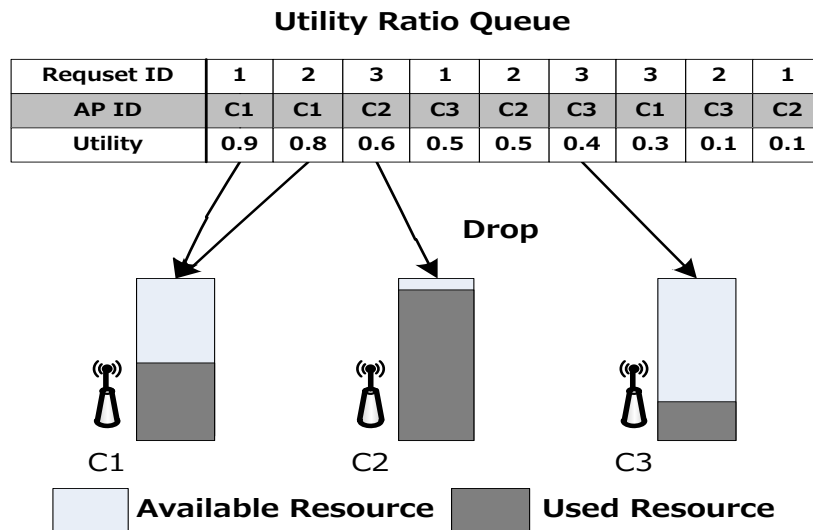 Utility Ratio Queue
Requset ID 1 2 3 1 2 3 3 2 1
AP ID C1 C1 C2 C3 C2 C3 C1 C3 C2
Utility 0.9 0.8 0.6 0.5 0.5 0.4 0.3 0.1 0.1
Drop
C1 C2 C3
Available Resource Used Resource